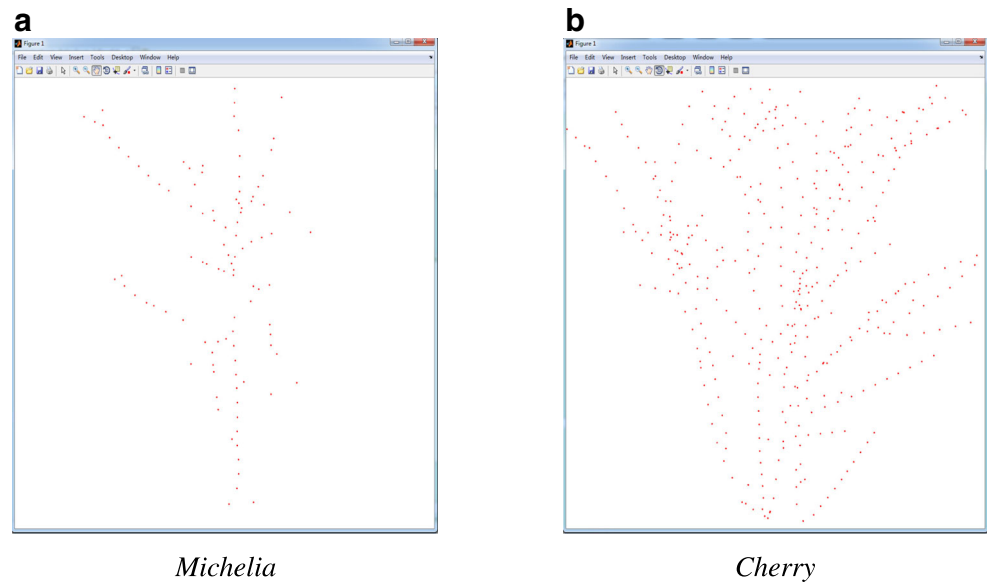 a
b
Figure 1
File Edit View Insert Tools Desktop Window Help
Figure 1
File Edit View Insert Tools Desktop Window Help
Michelia
Cherry